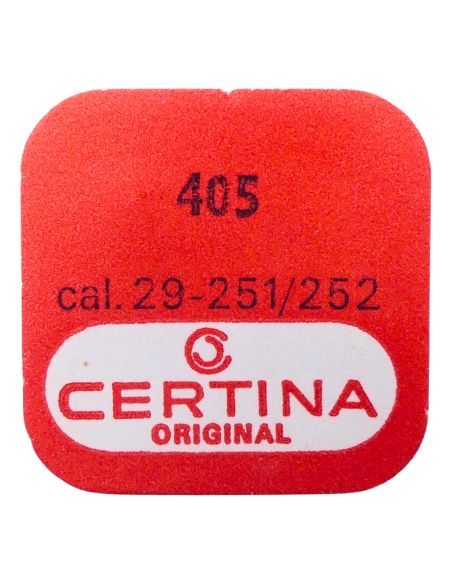 405
cal. 29-251/252
CERTINA
ORIGINAL